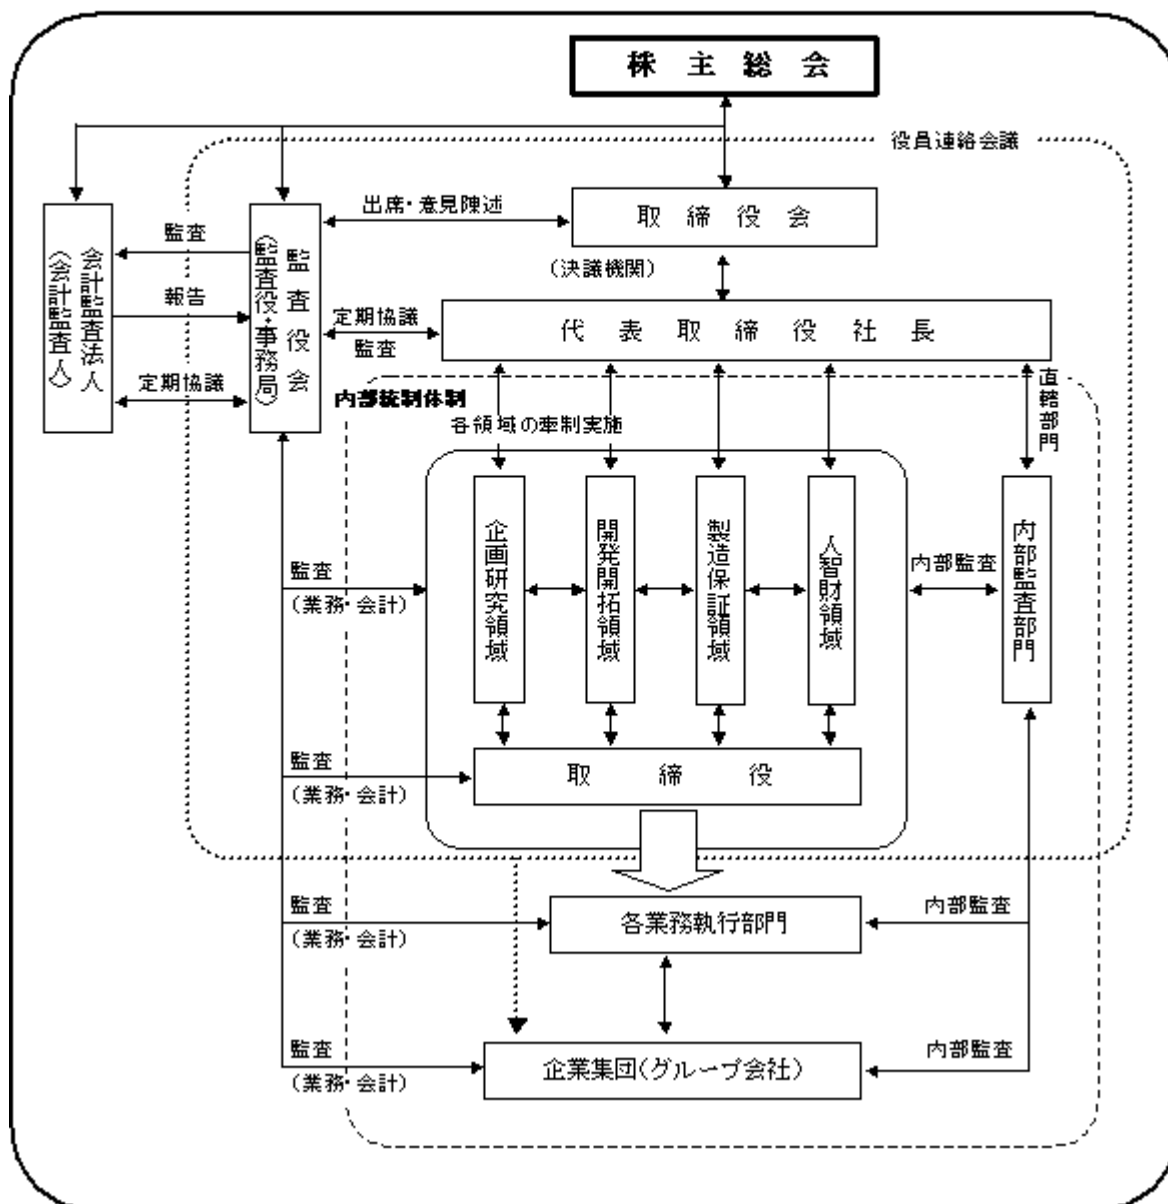 株主総会
役員連絡会議
取締役会
出席・意見陳述
(決議機関)
監査
報告
定期協議
会計監査法人
(会計監査人)
監査役会
(監査役・事務局)
定期協議
監査
代表取締役社長
直轄部門
内部統制体制
各領域の牽制実施
企画研究領域
開発開拓領域
製造保証領域
人智財領域
内部監査
内部監査部門
監査
(業務・会計)
取締役
監査
(業務・会計)
各業務執行部門
監査
(業務・会計)
内部監査
企業集団(グループ会社)
監査
(業務・会計)
内部監査